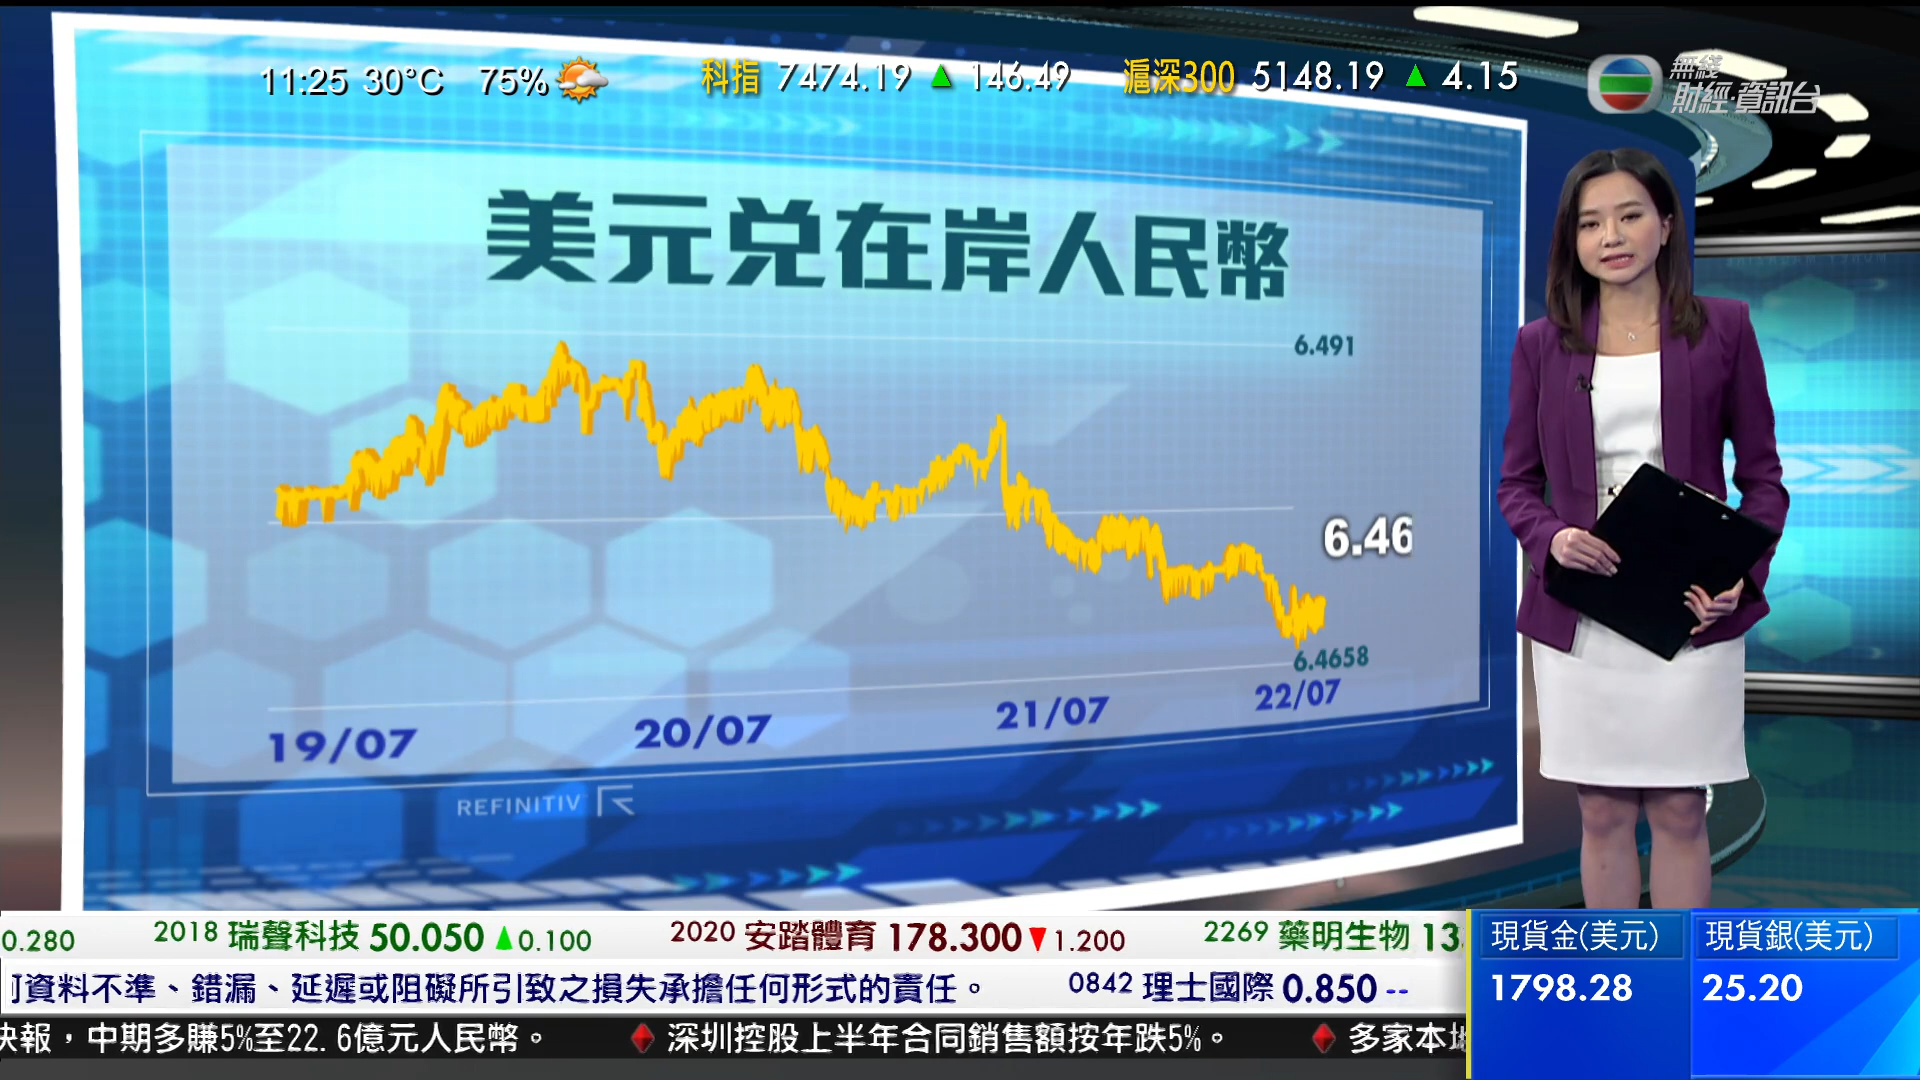 11:25 30°C 75% 科指 7474.19 ▲ 146.49 滬深300 5148.19 ▲ 4.15
無綫
財經·資訊台
美元兌在岸人民幣
6.491
6.46
6.4658
19/07 20/07 21/07 22/07
REFINITIV
0.280 2018 瑞聲科技 50.050 ▲ 0.100 2020 安踏體育 178.300 ▼ 1.200 2269 藥明生物
資料不準、錯漏、延遲或阻礙所引致之損失承擔任何形式的責任。 0842 理士國際 0.850 --
快報，中期多賺5%至22.6億元人民幣。 ♦ 深圳控股上半年合同銷售額按年跌5%。 ♦ 多家本
現貨金(美元) 現貨銀(美元)
1798.28 25.20